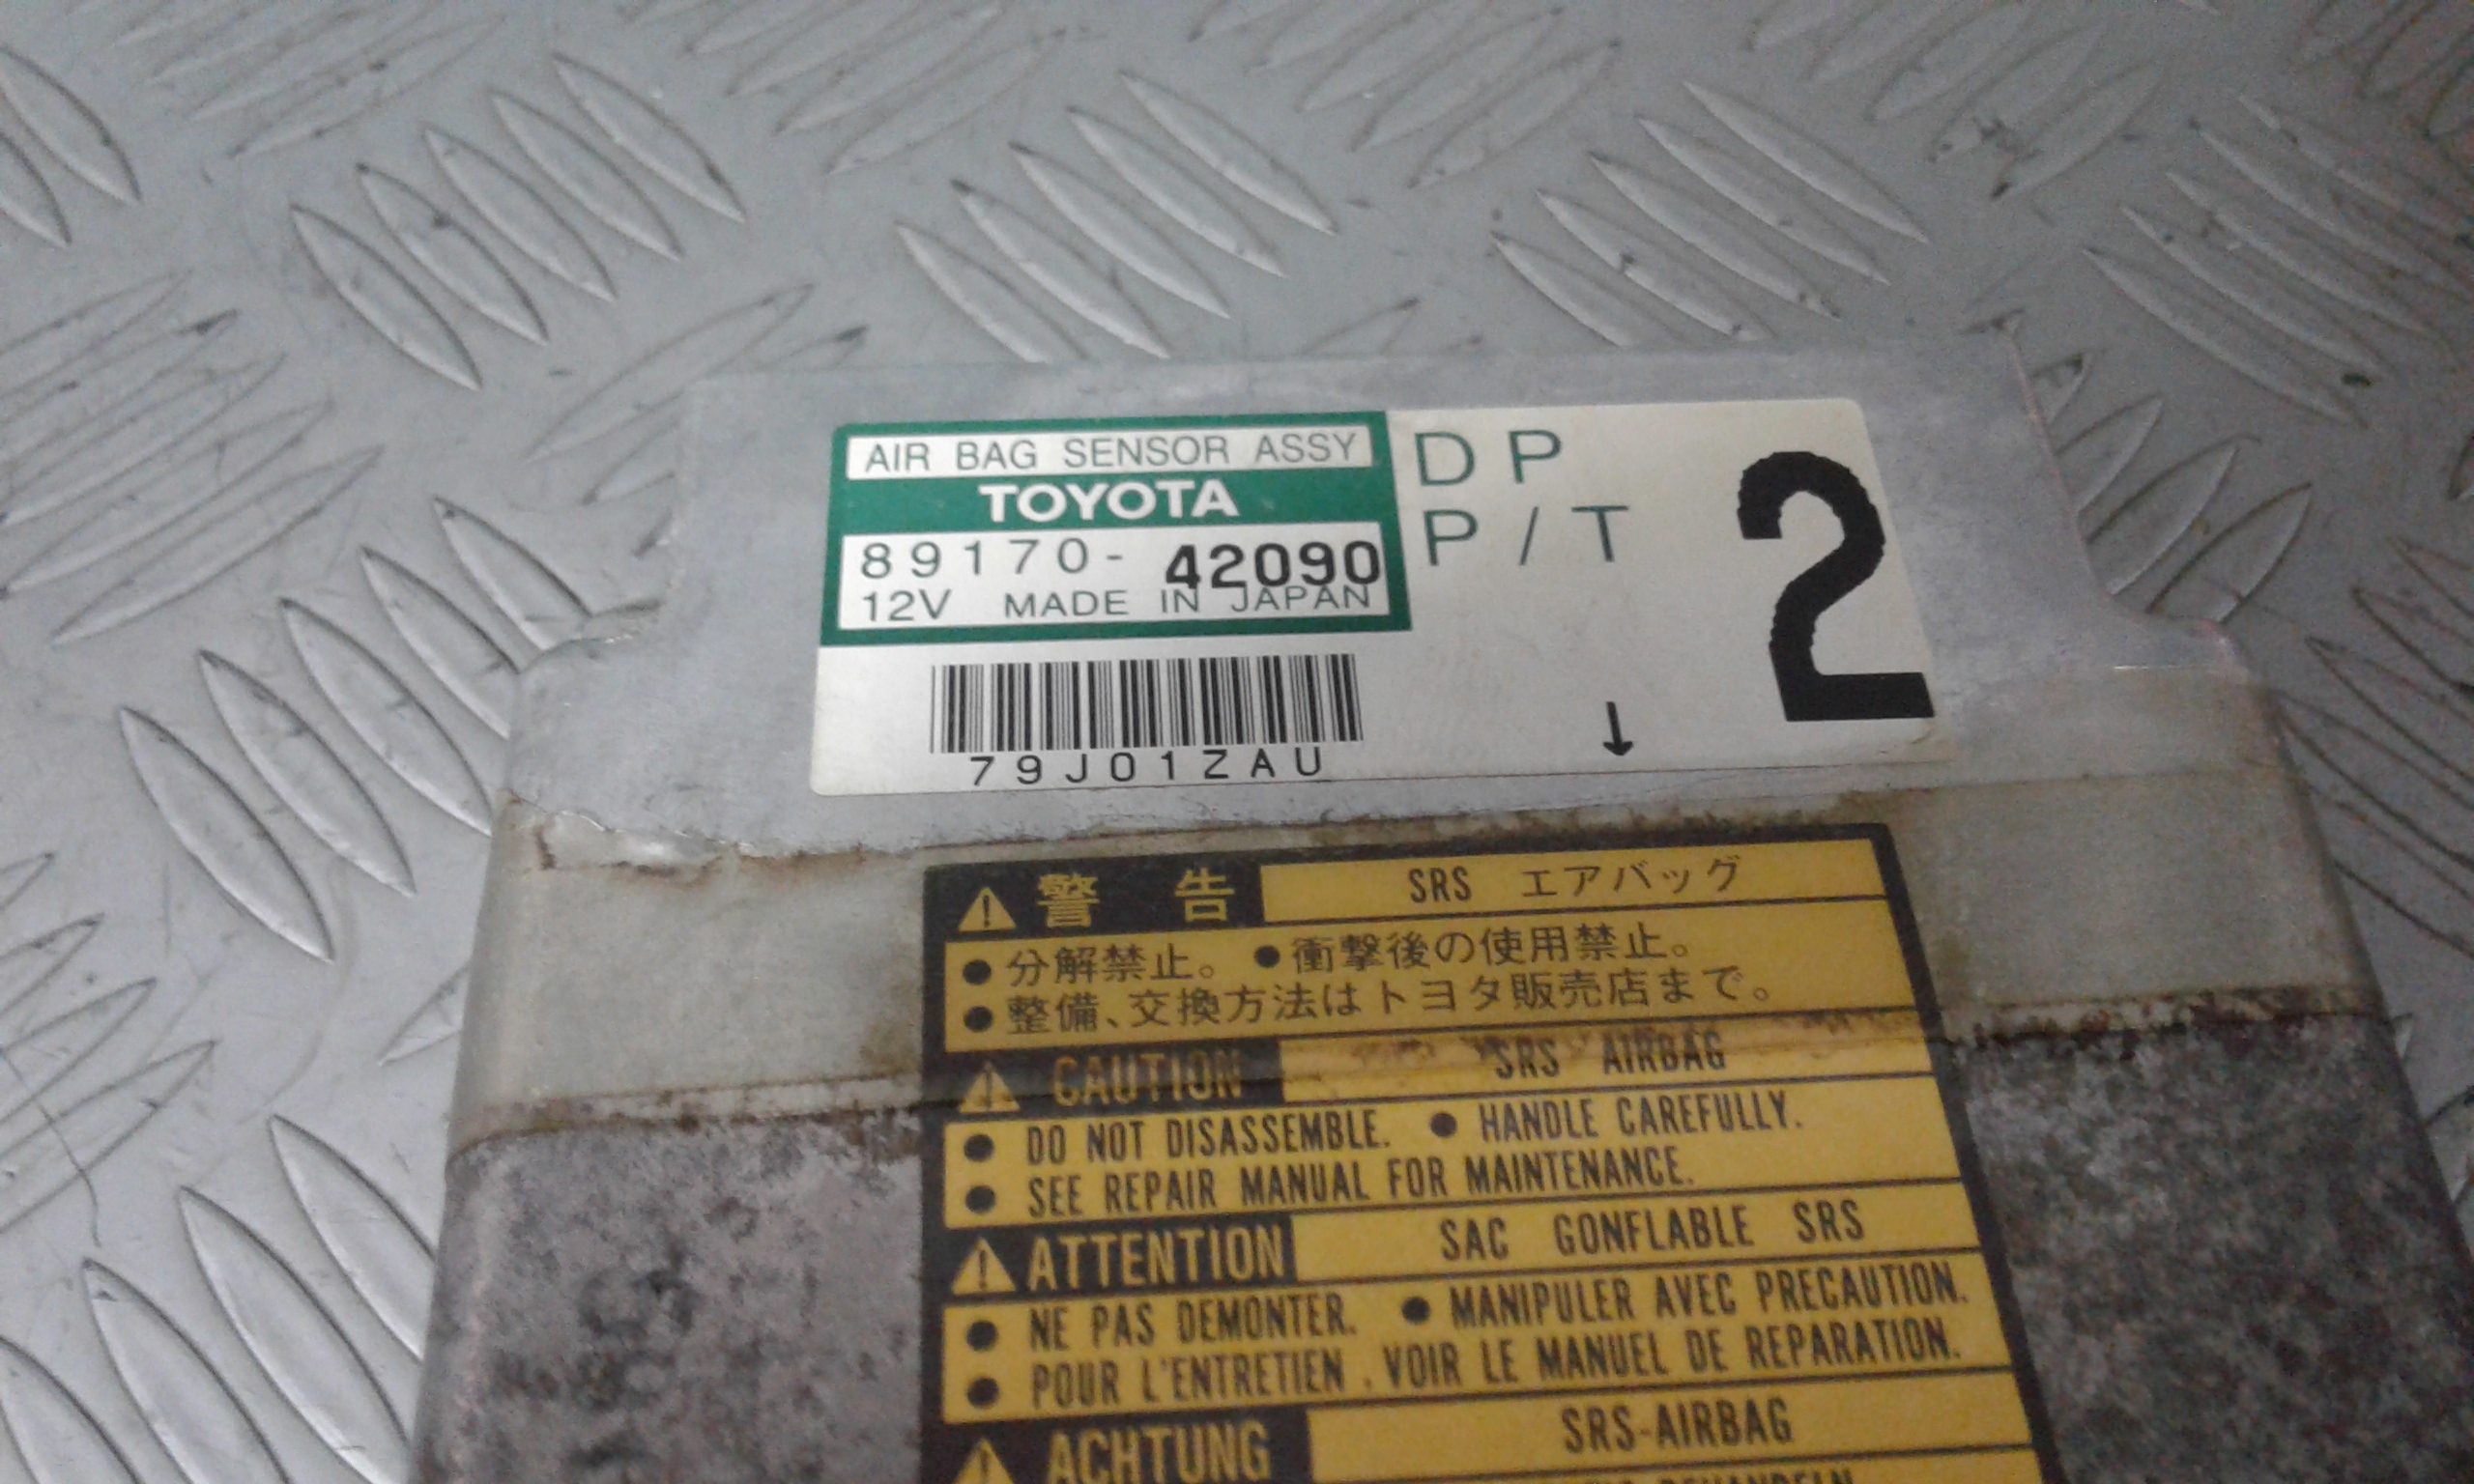 AIR BAG SENSOR ASSY
TOYOTA
89170-42090
12V MADE IN JAPAN
DP
P/T
2
↓
79J01ZAU
⚠ 警告 SRS エアバッグ
● 分解禁止。 ● 衝撃後の使用禁止。
● 整備、交換方法はトヨタ販売店まで。
⚠ CAUTION SRS AIRBAG
● DO NOT DISASSEMBLE. ● HANDLE CAREFULLY.
● SEE REPAIR MANUAL FOR MAINTENANCE.
⚠ ATTENTION SAC GONFLABLE SRS
● NE PAS DEMONTER. ● MANIPULER AVEC PRECAUTION.
● POUR L'ENTRETIEN , VOIR LE MANUEL DE REPARATION.
⚠ ACHTUNG SRS-AIRBAG